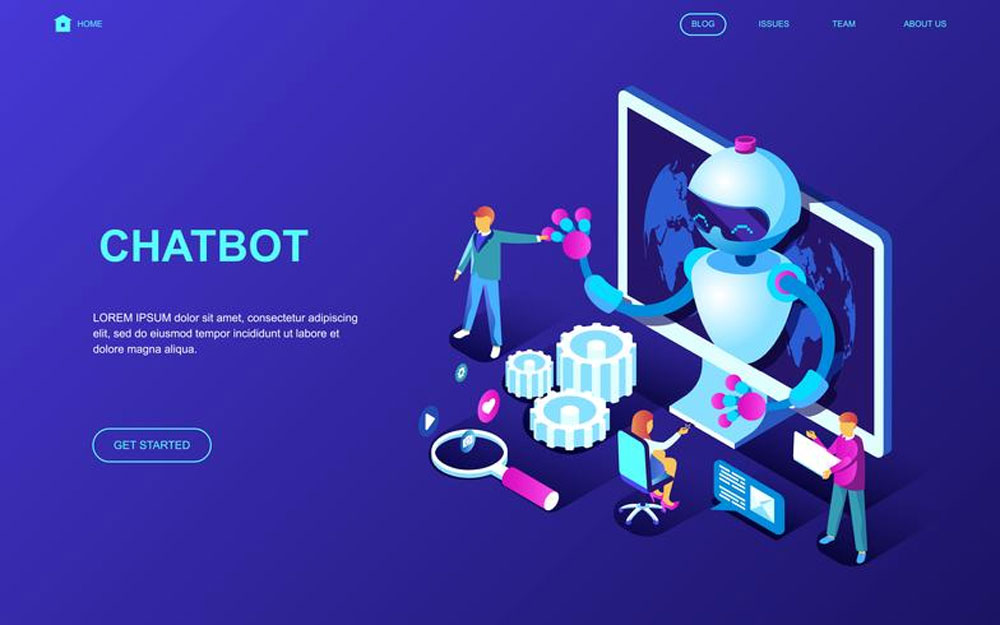 HOME
BLOG
ISSUES
TEAM
ABOUT US
CHATBOT
LOREM IPSUM dolor sit amet, consectetur adipiscing
elit, sed do eiusmod tempor incididunt ut labore et
dolore magna aliqua.
GET STARTED